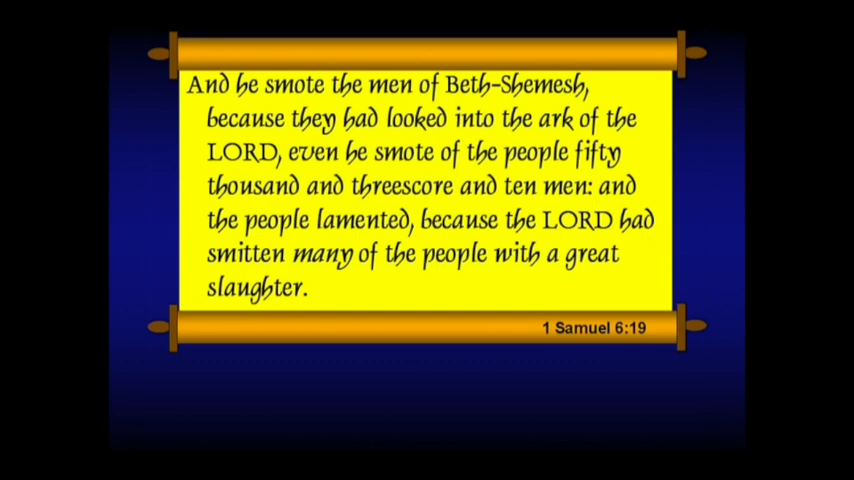 And he smote the men of Beth-Shemesh,
because they had looked into the ark of the
LORD, even he smote of the people fifty
thousand and threescore and ten men: and
the people lamented, because the LORD had
smitten many of the people with a great
slaughter.
1 Samuel 6:19